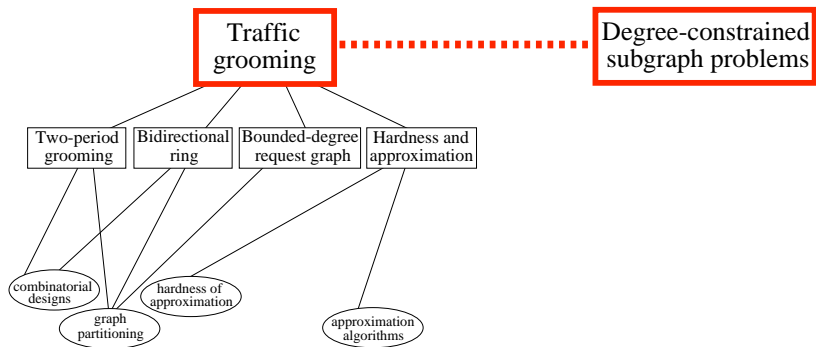 Traffic
grooming
Degree-constrained
subgraph problems
Two-period
grooming
Bidirectional
ring
Bounded-degree
request graph
Hardness and
approximation
combinatorial
designs
hardness of
approximation
graph
partitioning
approximation
algorithms